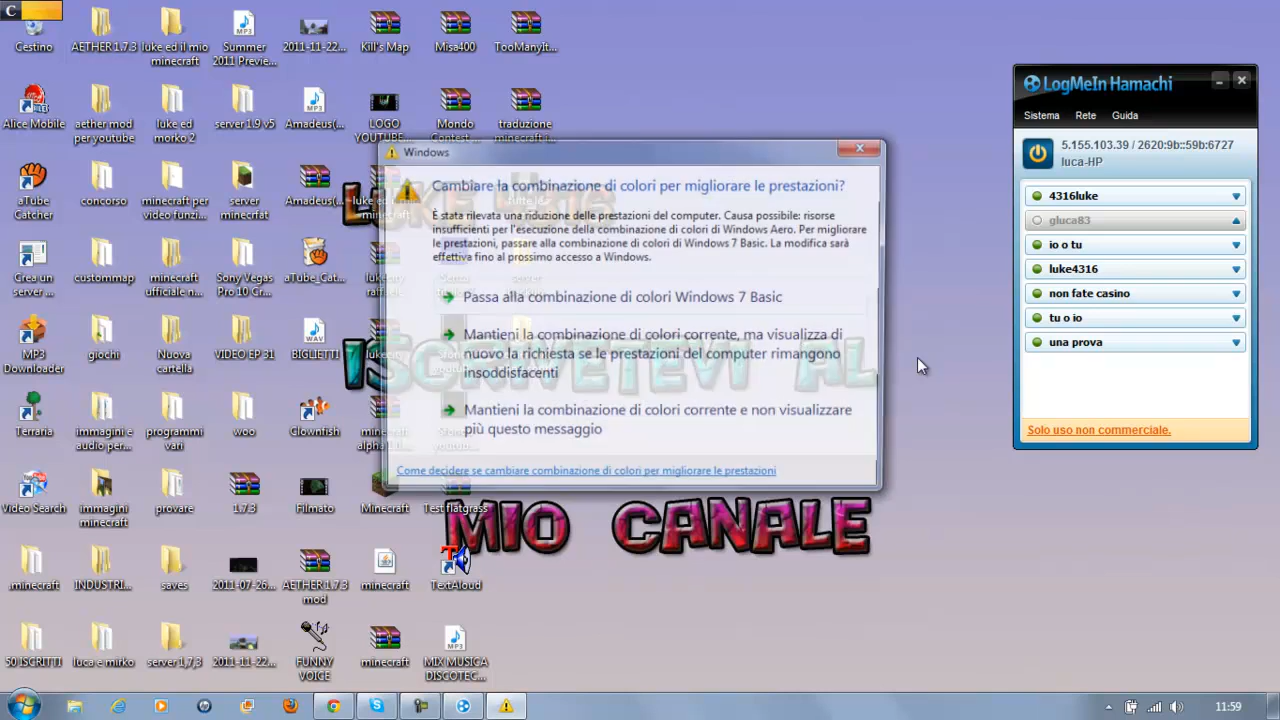 C
Cestino
AETHER 1.7.3
luke ed il mio
minecraft
Summer
2011 Previe...
2011-11-22...
Kill's Map
Misa400
TooManyIt...
Alice Mobile
aether mod
per youtube
luke ed
morko 2
server 1.9 v5
Amadeus(...
LOGO
YOUTUBE...
Mondo
Contest ...
traduzione
minecraft 1...
aTube
Catcher
concorso
minecraft per
video funzi...
server
minecrfat
Amadeus(...
Crea un
server ...
custommap
minecraft
ufficiale n...
Sony Vegas
Pro 10 Cr...
aTube_Cat...
MP3
Downloader
giochi
Nuova
cartella
VIDEO EP 31
BIGLIETTI
Terraria
immagini e
audio per...
programmi
vari
woo
Clownfish
Video Search
immagini
minecraft
provare
1.7.3
Filmato
Minecraft
Test flatgrass
.minecraft
INDUSTRI...
saves
2011-07-26...
AETHER 1.7.3
mod
minecraft
TextAloud
50 ISCRITTI
luca e mirko
server 1,7,3
2011-11-22...
FUNNY
VOICE
minecraft
MIX MUSICA
DISCOTEC...
Windows
Cambiare la combinazione di colori per migliorare le prestazioni?
È stata rilevata una riduzione delle prestazioni del computer. Causa possibile: risorse
insufficienti per l'esecuzione della combinazione di colori di Windows Aero. Per migliorare
le prestazioni, passare alla combinazione di colori di Windows 7 Basic. La modifica sarà
effettiva fino al prossimo accesso a Windows.
Passa alla combinazione di colori Windows 7 Basic
Mantieni la combinazione di colori corrente, ma visualizza di
nuovo la richiesta se le prestazioni del computer rimangono
insoddisfacenti
Mantieni la combinazione di colori corrente e non visualizzare
più questo messaggio
Come decidere se cambiare combinazione di colori per migliorare le prestazioni
ISCRIVETEVI AL
MIO CANALE
LogMeIn Hamachi
Sistema Rete Guida
5.155.103.39 / 2620:9b::59b:6727
luca-HP
4316luke
gluca83
io o tu
luke4316
non fate casino
tu o io
una prova
Solo uso non commerciale.
11:59